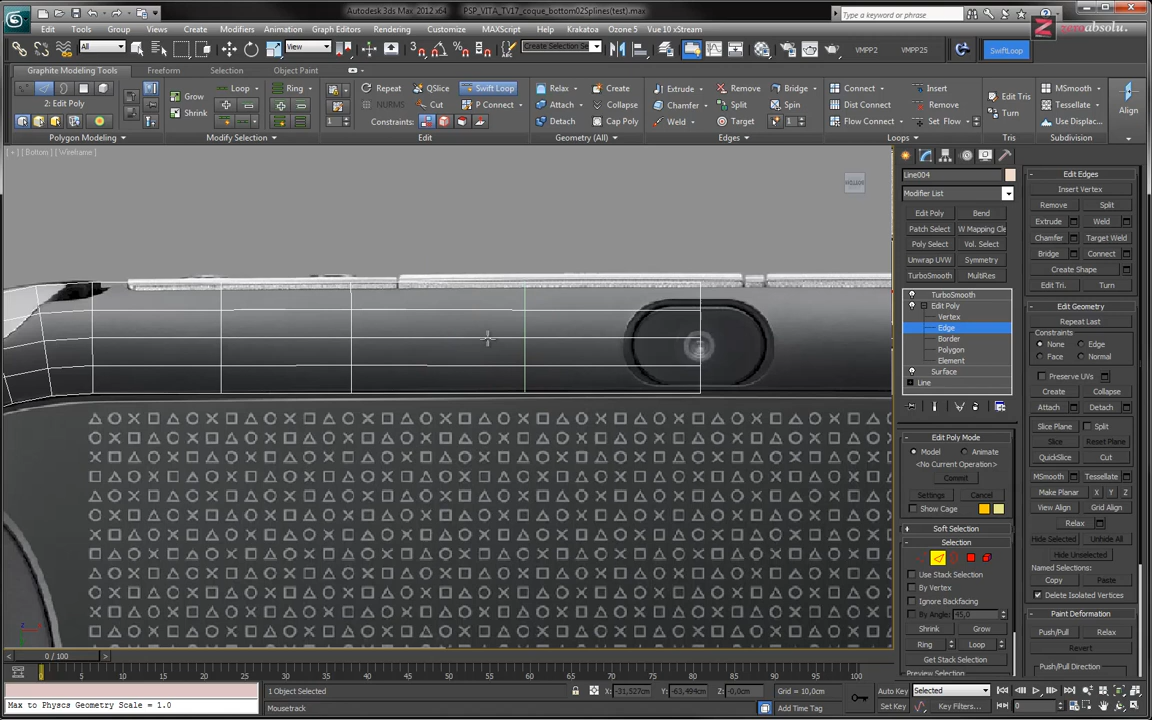 Autodesk 3ds Max 2012 x64
PSP_VITA_TV17_coque_bottom02Splines(test).max
Type a keyword or phrase
Edit
Tools
Group
Views
Create
Modifiers
Animation
Graph Editors
Rendering
Customize
MAXScript
Help
Krakatoa
Ozone 5
Vue 10 xStream
All
View
Create Selection Se
VMPP2
VMPP25
SwiftLoop
Graphite Modeling Tools
Freeform
Selection
Object Paint
2: Edit Poly
Grow
Shrink
Loop
Ring
Repeat
QSlice
Swift Loop
NURMS
Cut
P Connect
Constraints:
Relax
Create
Attach
Collapse
Detach
Cap Poly
Extrude
Remove
Bridge
Chamfer
Split
Weld
Target
Connect
Insert
Dist Connect
Remove
Flow Connect
Set Flow
Edit Tris
Turn
MSmooth
Tessellate
Use Displac...
Align
Polygon Modeling
Modify Selection
Edit
Geometry (All)
Edges
Loops
Tris
Subdivision
[ + ] [ Bottom ] [ Wireframe ]
Line004
Modifier List
Edit Poly
Bend
Patch Select
W Mapping Cle
Poly Select
Vol. Select
Unwrap UVW
Symmetry
TurboSmooth
MultiRes
TurboSmooth
Edit Poly
Vertex
Edge
Border
Polygon
Element
Surface
Line
Edit Poly Mode
Model
Animate
<No Current Operation>
Commit
Settings
Cancel
Show Cage
Soft Selection
Selection
Use Stack Selection
By Vertex
Ignore Backfacing
By Angle:
45,0
Shrink
Grow
Ring
Loop
Get Stack Selection
Preview Selection
Edit Edges
Insert Vertex
Remove
Split
Extrude
Weld
Chamfer
Target Weld
Bridge
Connect
Create Shape
Edit Tri.
Turn
Edit Geometry
Repeat Last
Constraints
None
Edge
Face
Normal
Preserve UVs
Create
Collapse
Attach
Detach
Slice Plane
Split
Slice
Reset Plane
QuickSlice
Cut
MSmooth
Tessellate
Make Planar
X
Y
Z
View Align
Grid Align
Relax
Hide Selected
Unhide All
Hide Unselected
Named Selections:
Copy
Paste
Delete Isolated Vertices
Paint Deformation
Push/Pull
Relax
Revert
Push/Pull Direction
0 / 100
0
5
10
15
20
25
30
35
40
45
50
55
60
65
70
75
80
85
90
95
100
1 Object Selected
X: -31,527cm
Y: -63,494cm
Z: -0,0cm
Grid = 10,0cm
Auto Key
Selected
Max to Physcs Geometry Scale = 1.0
Mousetrack
Add Time Tag
Set Key
Key Filters...
0